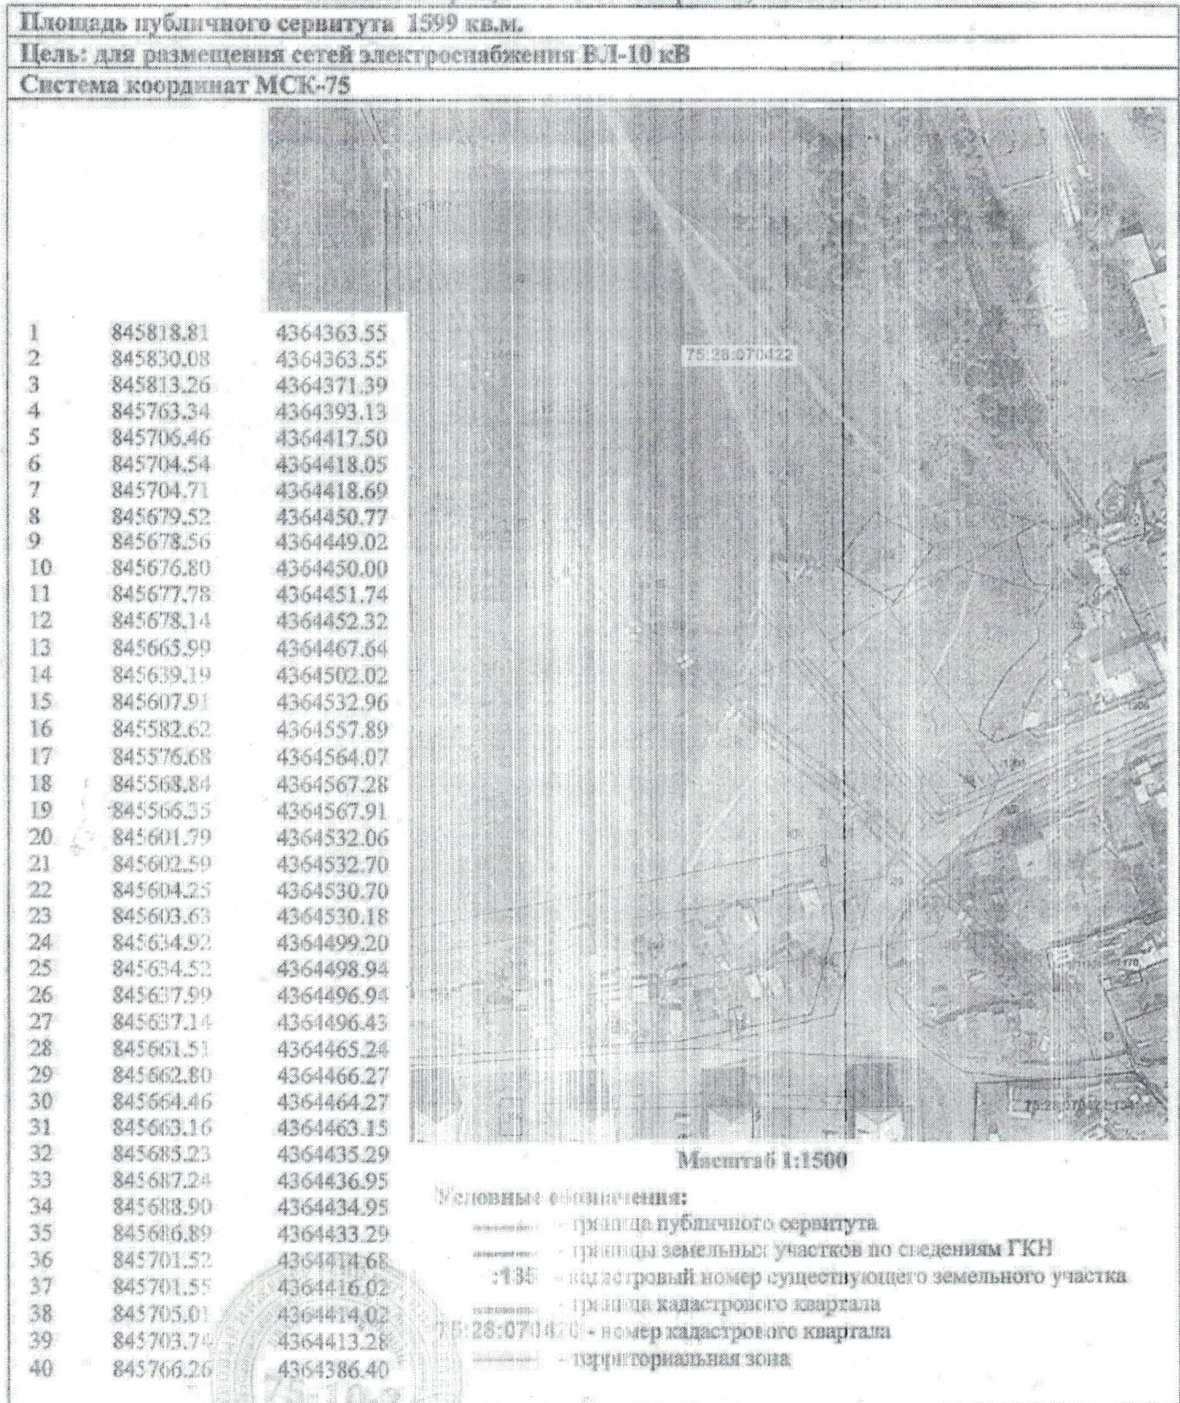 Площадь публичного сервитута 1599 кв.м.
Цель: для размещения сетей электроснабжения ВЛ-10 кВ
Система координат МСК-75
75:28:070422
1 845818.81 4364363.55
2 845830.08 4364363.55
3 845813.26 4364371.39
4 845763.34 4364393.13
5 845706.46 4364417.50
6 845704.54 4364418.05
7 845704.71 4364418.69
8 845679.52 4364450.77
9 845678.56 4364449.02
10 845676.80 4364450.00
11 845677.78 4364451.74
12 845678.14 4364452.32
13 845665.99 4364467.64
14 845639.19 4364502.02
15 845607.91 4364532.96
16 845582.62 4364557.89
17 845576.68 4364564.07
18 845568.84 4364567.28
19 845566.35 4364567.91
20 845601.79 4364532.06
21 845602.59 4364532.70
22 845604.25 4364530.70
23 845603.63 4364530.18
24 845634.92 4364499.20
25 845634.52 4364498.94
26 845637.99 4364496.94
27 845637.14 4364496.43
28 845661.51 4364465.24
29 845662.80 4364466.27
30 845664.46 4364464.27
31 845663.16 4364463.15
32 845685.23 4364435.29
33 845687.24 4364436.95
34 845688.90 4364434.95
35 845686.89 4364433.29
36 845701.52 4364414.68
37 845701.55 4364416.02
38 845705.01 4364414.02
39 845703.74 4364413.28
40 845766.26 4364386.40
Масштаб 1:1500
Условные обозначения:
- граница публичного сервитута
- границы земельных участков по сведениям ГКН
:135 - кадастровый номер существующего земельного участка
- граница кадастрового квартала
75:28:070420 - номер кадастрового квартала
- территориальная зона